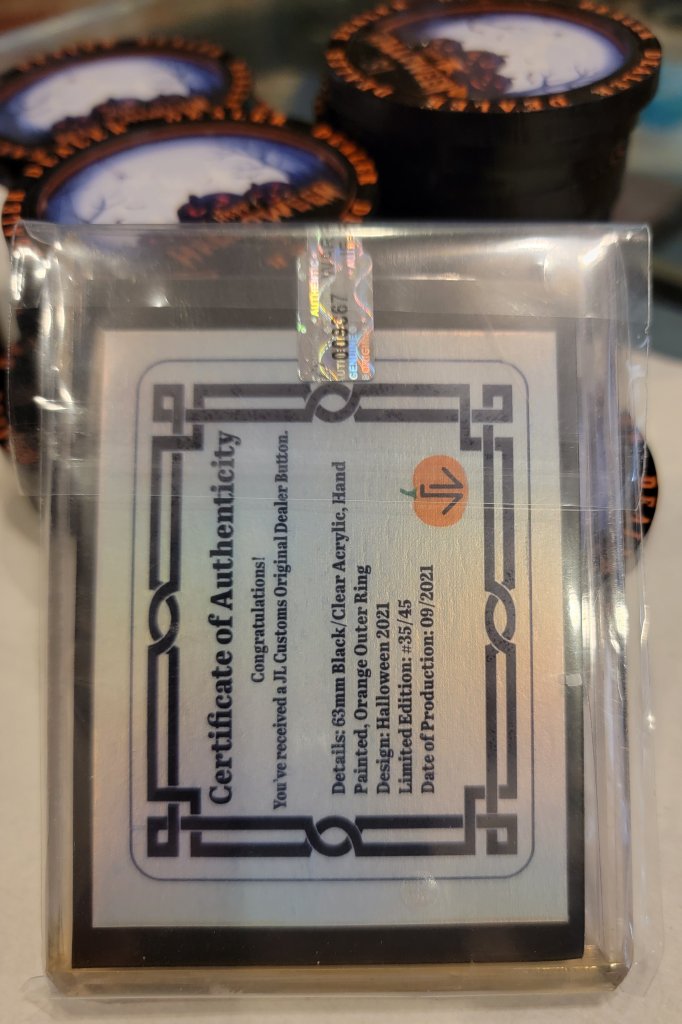 Certificate of Authenticity
Congratulations!
You've received a JL Customs Original Dealer Button.
Details: 63mm Black/Clear Acrylic, Hand
Painted, Orange Outer Ring
Design: Halloween 2021
Limited Edition: #35/45
Date of Production: 09/2021